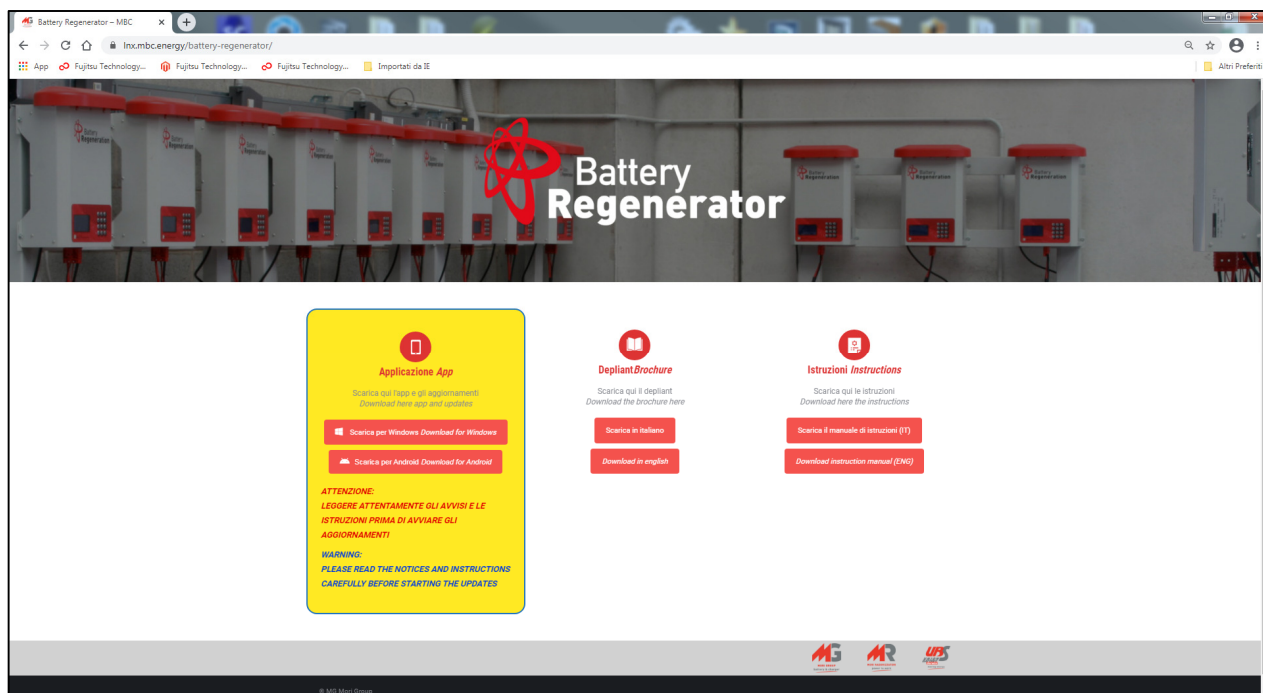 Battery Regenerator – MBC
lnx.mbc.energy/battery-regenerator/
App
Fujitsu Technology...
Fujitsu Technology...
Fujitsu Technology...
Importati da IE
Altri Preferiti
Battery
Regenerator
Applicazione App
Scarica qui l'app e gli aggiornamenti
Download here app and updates
Scarica per Windows Download for Windows
Scarica per Android Download for Android
ATTENZIONE:
LEGGERE ATTENTAMENTE GLI AVVISI E LE
ISTRUZIONI PRIMA DI AVVIARE GLI
AGGIORNAMENTI
WARNING:
PLEASE READ THE NOTICES AND INSTRUCTIONS
CAREFULLY BEFORE STARTING THE UPDATES
DepliantBrochure
Scarica qui il depliant
Download the brochure here
Scarica in italiano
Download in english
Istruzioni Instructions
Scarica qui le istruzioni
Download here the instructions
Scarica il manuale di istruzioni (IT)
Download instruction manual (ENG)
MG
MR
UPS
© MG Mori Group